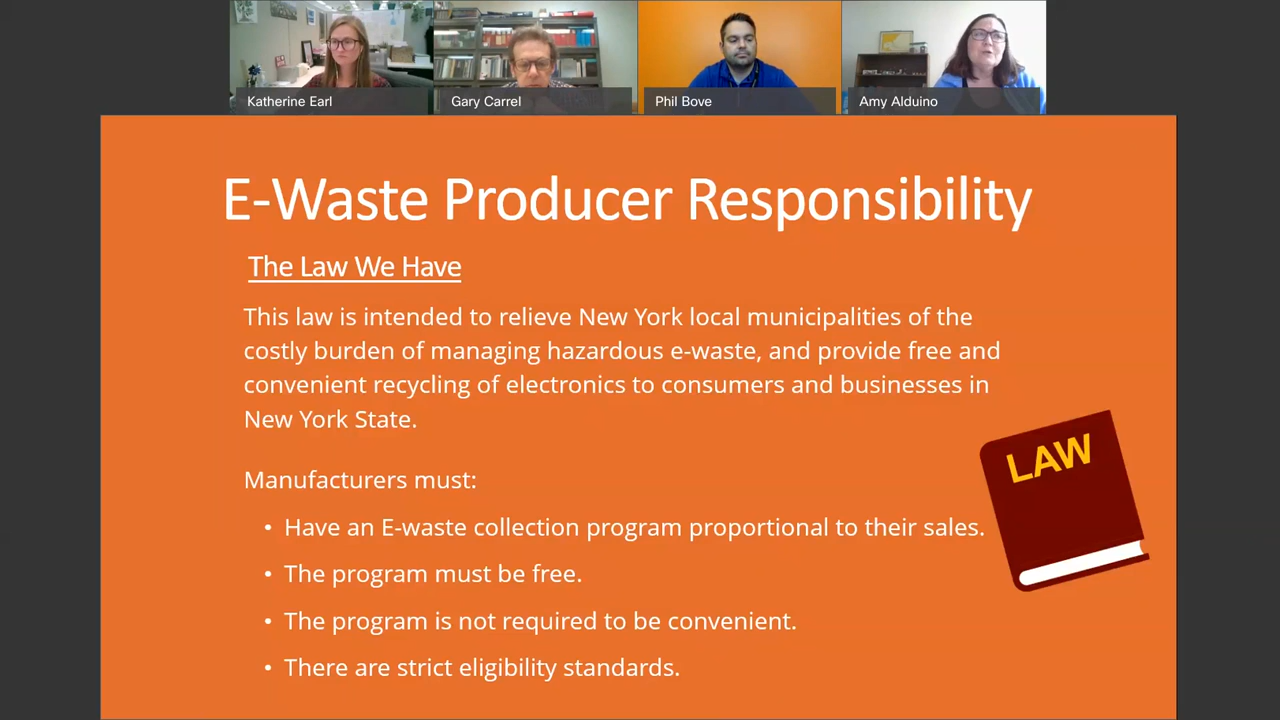 Katherine Earl
Gary Carrel
Phil Bove
Amy Alduino
E-Waste Producer Responsibility
The Law We Have
This law is intended to relieve New York local municipalities of the
costly burden of managing hazardous e-waste, and provide free and
convenient recycling of electronics to consumers and businesses in
New York State.
LAW
Manufacturers must:
• Have an E-waste collection program proportional to their sales.
• The program must be free.
• The program is not required to be convenient.
• There are strict eligibility standards.